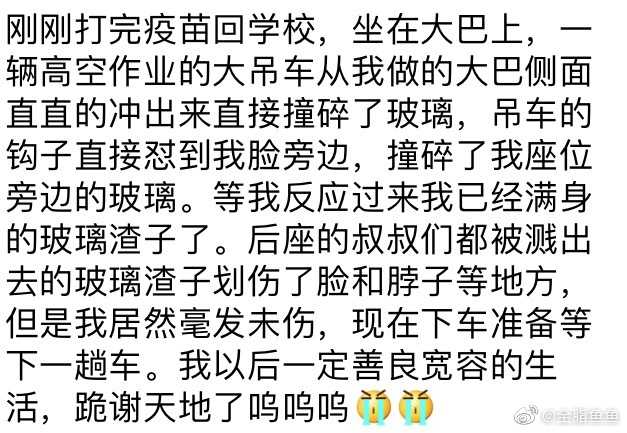 刚刚打完疫苗回学校，坐在大巴上，一
辆高空作业的大吊车从我做的大巴侧面
直直的冲出来直接撞碎了玻璃，吊车的
钩子直接怼到我脸旁边，撞碎了我座位
旁边的玻璃。等我反应过来我已经满身
的玻璃渣子了。后座的叔叔们都被溅出
去的玻璃渣子划伤了脸和脖子等地方，
但是我居然毫发未伤，现在下车准备等
下一趟车。我以后一定善良宽容的生
活，跪谢天地了呜呜呜😭😭